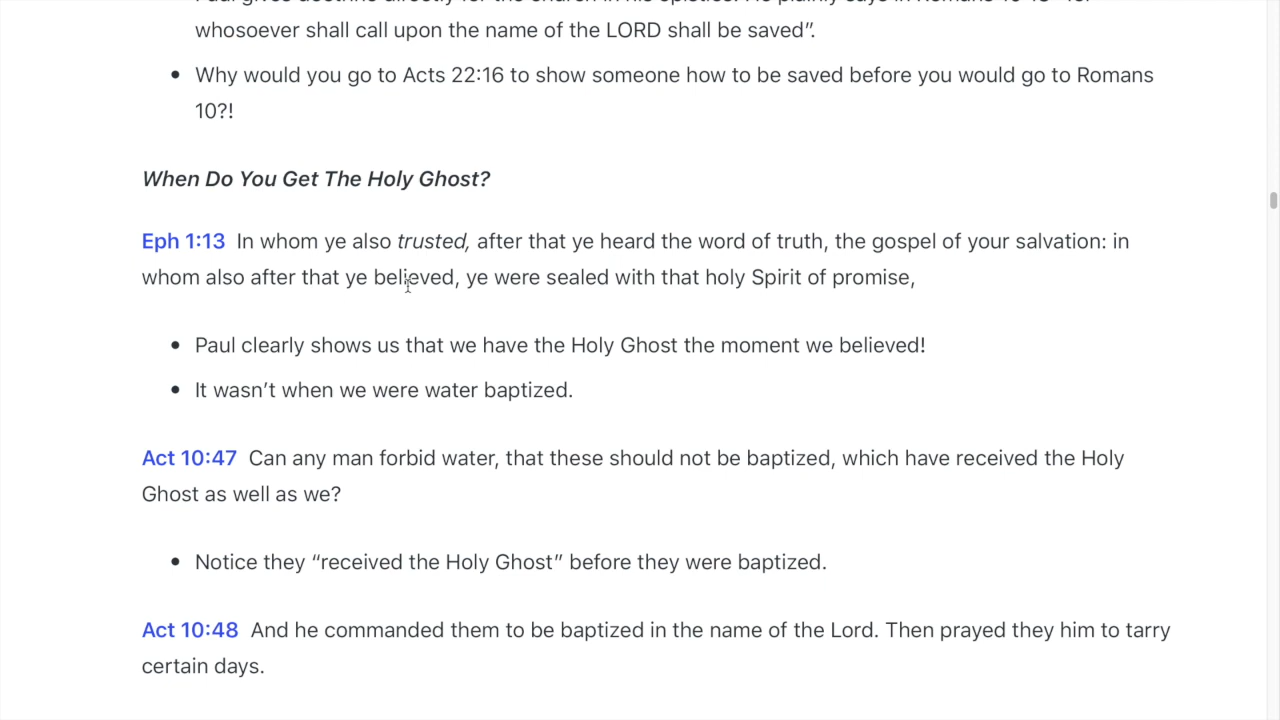 whosoever shall call upon the name of the LORD shall be saved”.
• Why would you go to Acts 22:16 to show someone how to be saved before you would go to Romans
10?!
When Do You Get The Holy Ghost?
Eph 1:13 In whom ye also trusted, after that ye heard the word of truth, the gospel of your salvation: in
whom also after that ye believed, ye were sealed with that holy Spirit of promise,
• Paul clearly shows us that we have the Holy Ghost the moment we believed!
• It wasn’t when we were water baptized.
Act 10:47 Can any man forbid water, that these should not be baptized, which have received the Holy
Ghost as well as we?
• Notice they “received the Holy Ghost” before they were baptized.
Act 10:48 And he commanded them to be baptized in the name of the Lord. Then prayed they him to tarry
certain days.